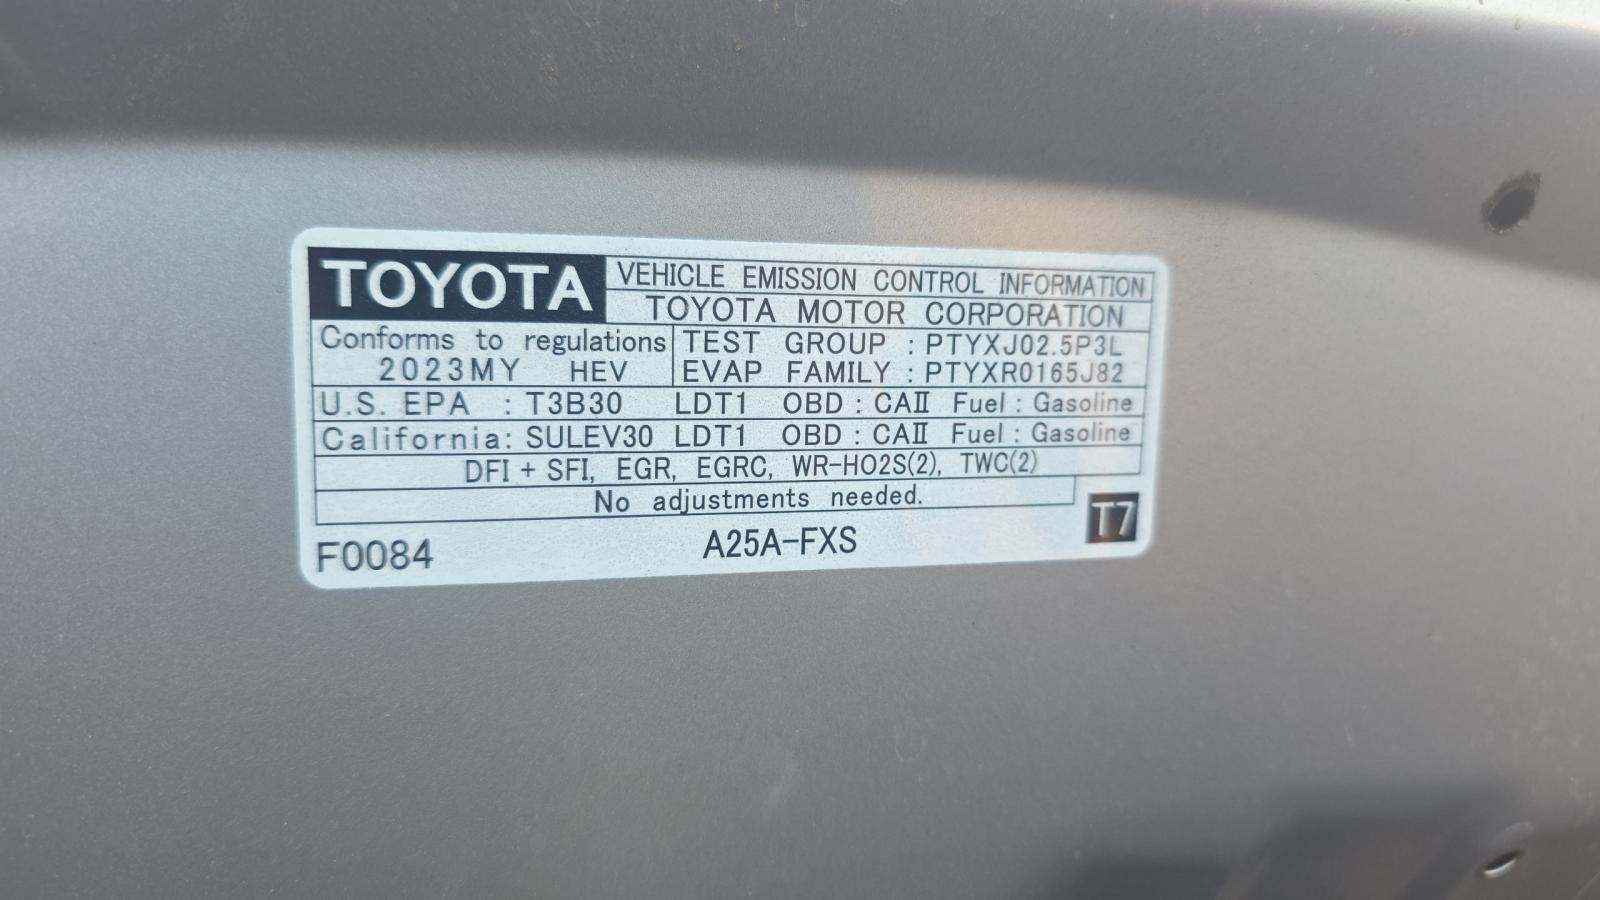 TOYOTA VEHICLE EMISSION CONTROL INFORMATION
TOYOTA MOTOR CORPORATION
Conforms to regulations TEST GROUP : PTYXJ02.5P3L
2023MY HEV EVAP FAMILY : PTYXR0165J82
U.S. EPA : T3B30 LDT1 OBD : CAⅡ Fuel : Gasoline
California: SULEV30 LDT1 OBD : CAⅡ Fuel : Gasoline
DFI + SFI, EGR, EGRC, WR-HO2S(2), TWC(2)
No adjustments needed.
T7
F0084 A25A-FXS